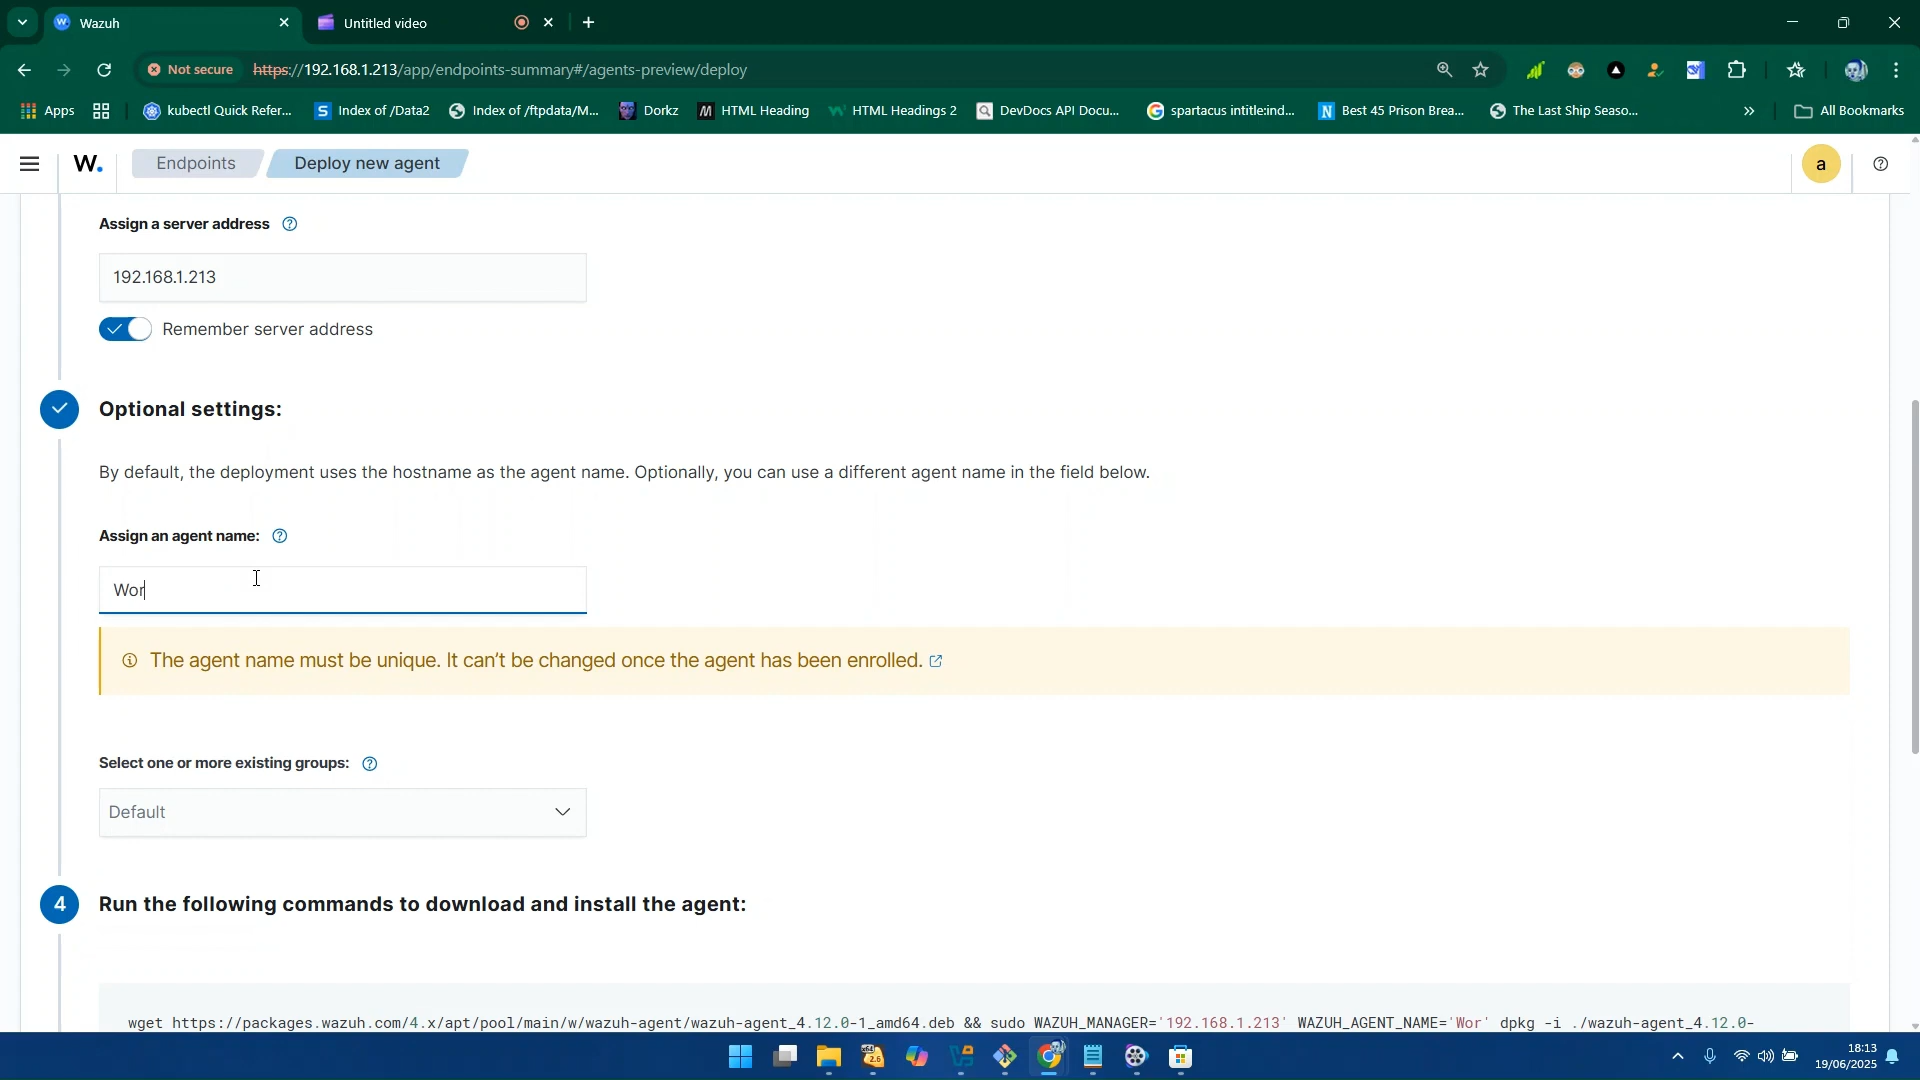 Wazuh
Untitled video
Not secure
https://192.168.1.213/app/endpoints-summary#/agents-preview/deploy
Apps
kubectl Quick Refer...
Index of /Data2
Index of /ftpdata/M...
Dorkz
HTML Heading
HTML Headings 2
DevDocs API Docu...
spartacus intitle:ind...
Best 45 Prison Brea...
The Last Ship Seaso...
»
All Bookmarks
W.
Endpoints
Deploy new agent
a
Assign a server address
192.168.1.213
Remember server address
Optional settings:
By default, the deployment uses the hostname as the agent name. Optionally, you can use a different agent name in the field below.
Assign an agent name:
Wor
The agent name must be unique. It can’t be changed once the agent has been enrolled.
Select one or more existing groups:
Default
4
Run the following commands to download and install the agent:
wget https://packages.wazuh.com/4.x/apt/pool/main/w/wazuh-agent/wazuh-agent_4.12.0-1_amd64.deb && sudo WAZUH_MANAGER='192.168.1.213' WAZUH_AGENT_NAME='Wor' dpkg -i ./wazuh-agent_4.12.0-
18:13
19/06/2025